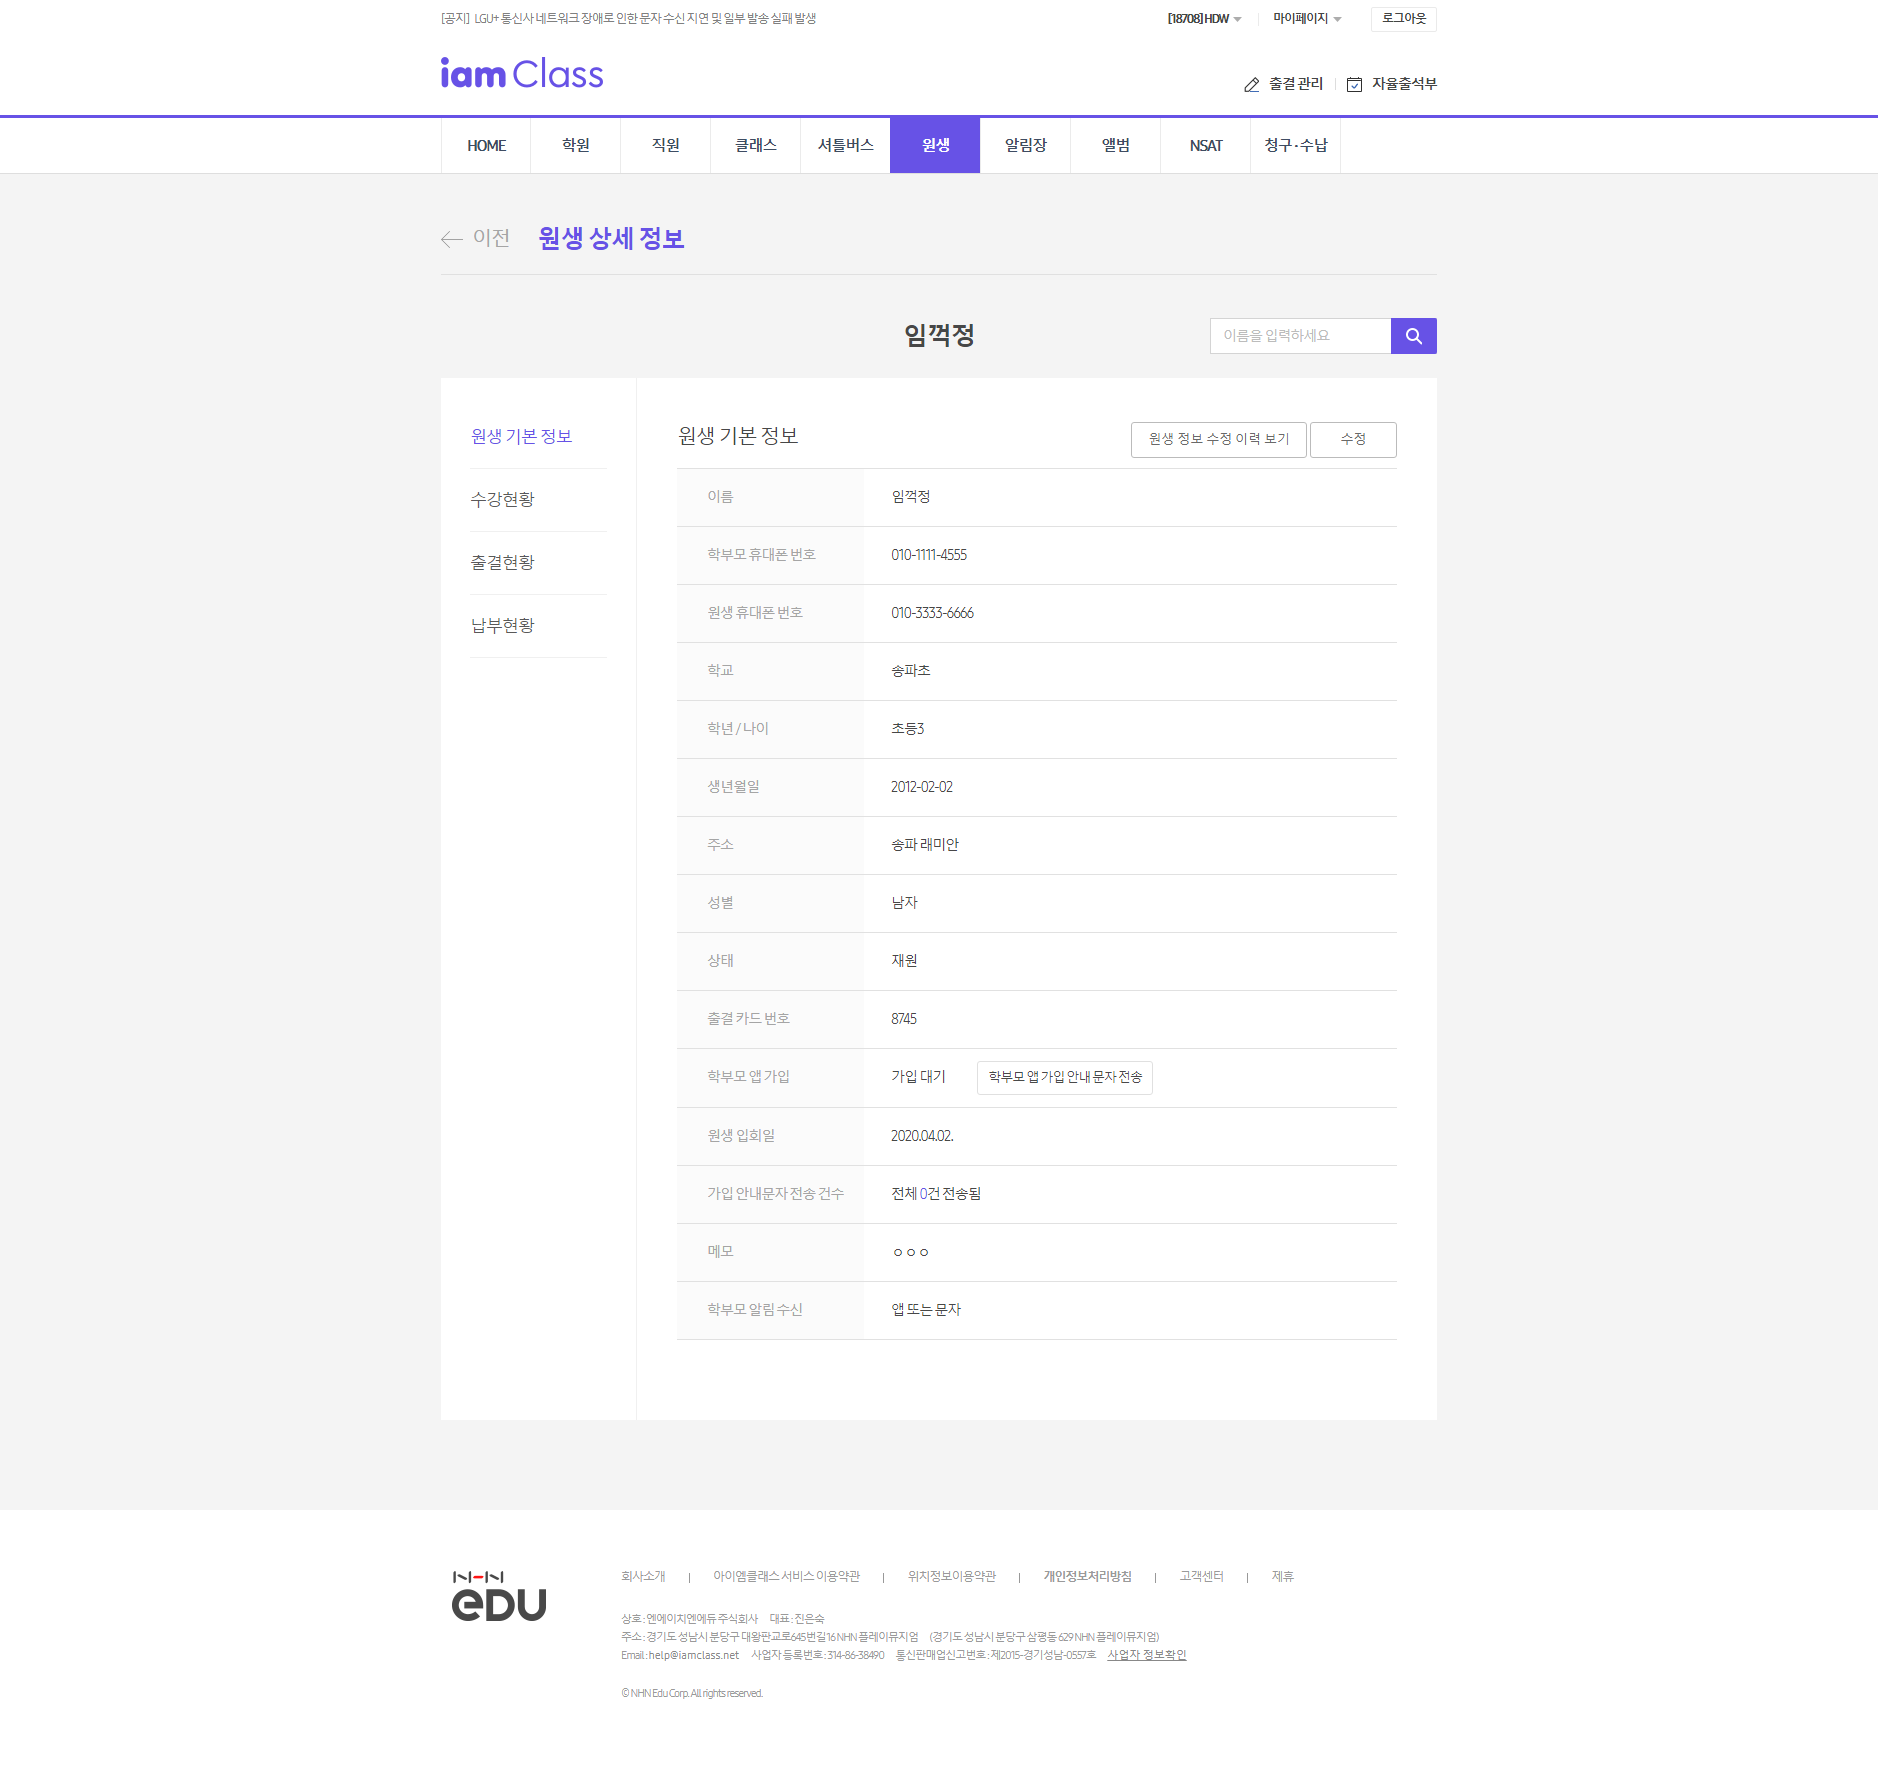 [공지] LGU+ 통신사 네트워크 장애로 인한 문자 수신 지연 및 일부 발송 실패 발생
[18708] HDW 마이페이지 로그아웃
iam Class
출결 관리 자율출석부
HOME 학원 직원 클래스 셔틀버스 원생 알림장 앨범 NSAT 청구·수납
이전 원생 상세 정보
임꺽정 이름을 입력하세요
원생 기본 정보
수강현황
출결현황
납부현황
원생 기본 정보 원생 정보 수정 이력 보기 수정
이름 임꺽정
학부모 휴대폰 번호 010-1111-4555
원생 휴대폰 번호 010-3333-6666
학교 송파초
학년 / 나이 초등3
생년월일 2012-02-02
주소 송파 래미안
성별 남자
상태 재원
출결 카드 번호 8745
학부모 앱 가입 가입 대기 학부모 앱 가입 안내 문자 전송
원생 입회일 2020.04.02.
가입 안내문자 전송 건수 전체 0건 전송됨
메모 ㅇㅇㅇ
학부모 알림 수신 앱 또는 문자
NHN edu
회사소개 | 아이엠클래스 서비스 이용약관 | 위치정보이용약관 | 개인정보처리방침 | 고객센터 | 제휴
상호 : 엔에이치엔에듀 주식회사 대표 : 진은숙
주소 : 경기도 성남시 분당구 대왕판교로645번길 16 NHN 플레이뮤지엄 (경기도 성남시 분당구 삼평동 629 NHN 플레이뮤지엄)
Email : help@iamclass.net 사업자 등록번호 : 314-86-38490 통신판매업신고번호 : 제2015-경기성남-0557호 사업자 정보확인
© NHN Edu Corp. All rights reserved.